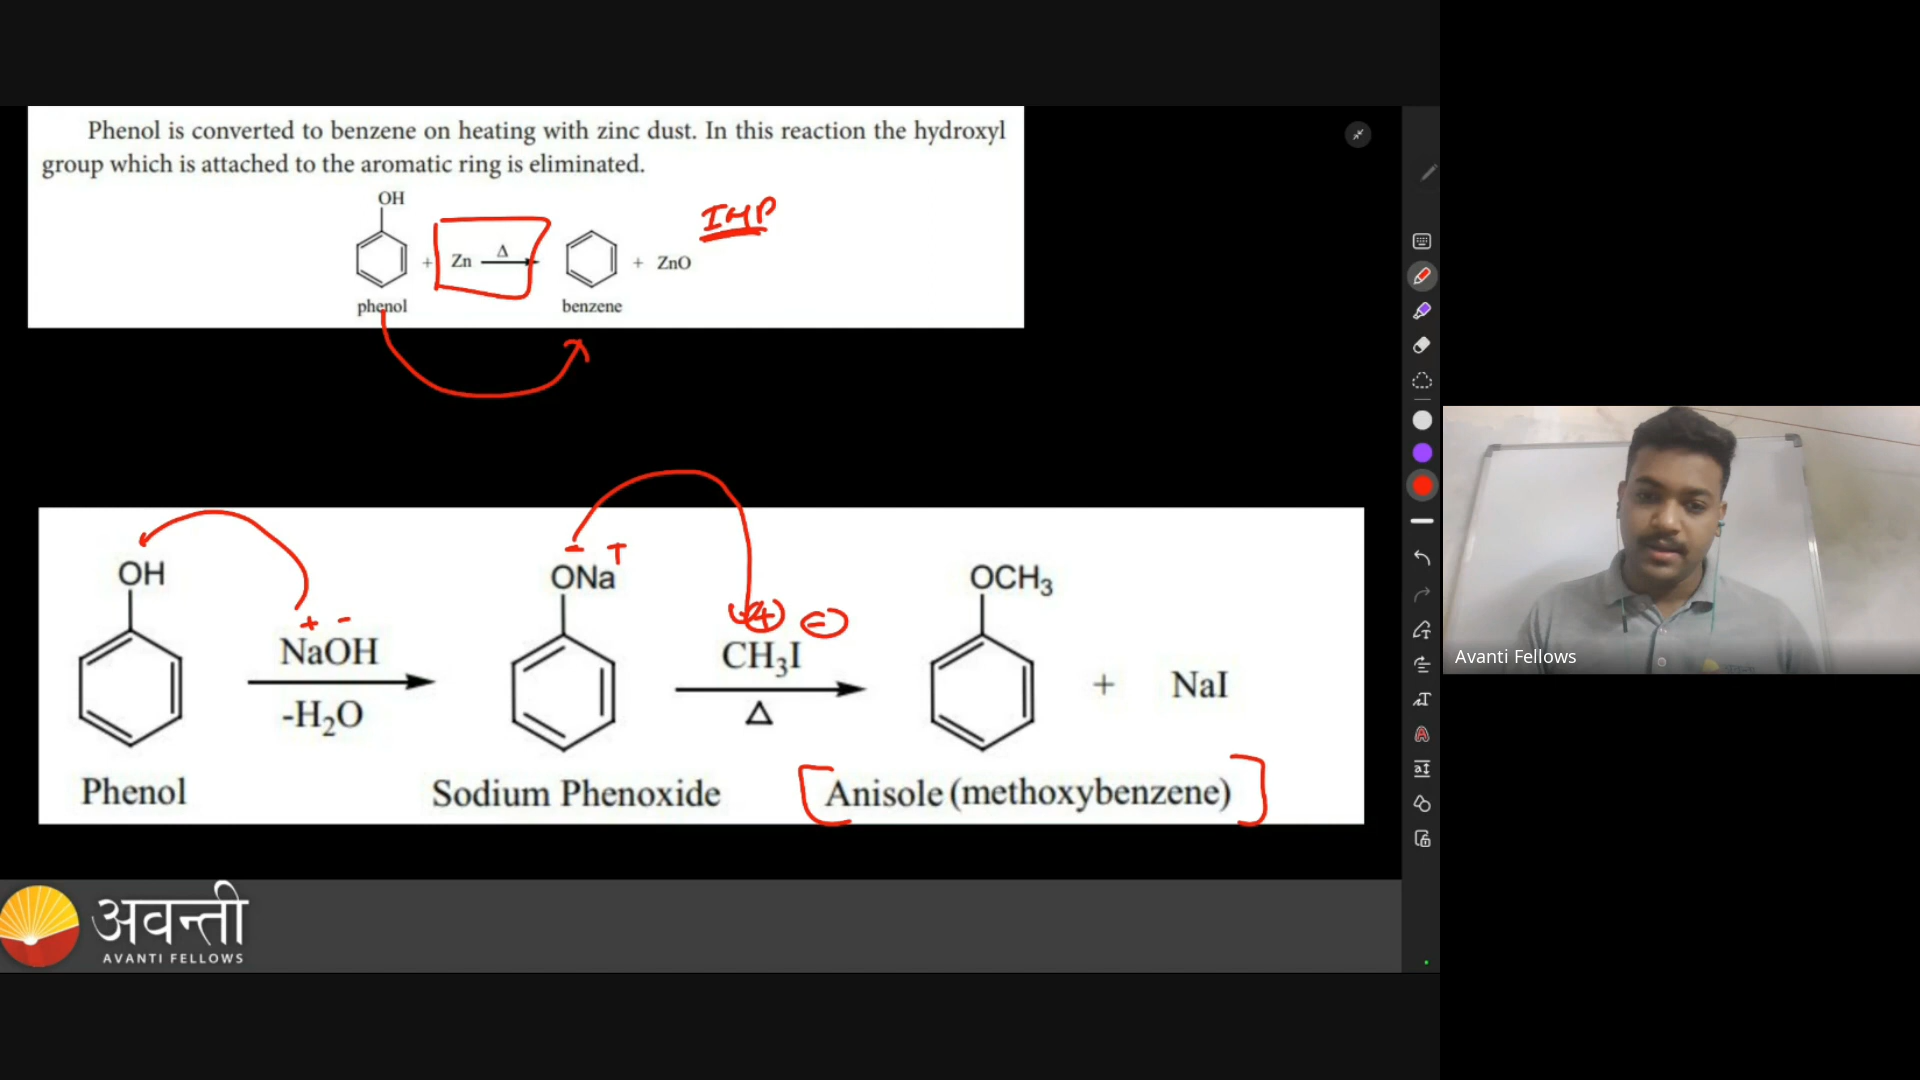 Phenol is converted to benzene on heating with zinc dust. In this reaction the hydroxyl
group which is attached to the aromatic ring is eliminated.
OH
+ Zn Δ + ZnO
IMP
phenol benzene
- +
OH ONa OCH₃
+ - + -
NaOH CH₃I + NaI
-H₂O Δ
Phenol Sodium Phenoxide Anisole (methoxybenzene)
Avanti Fellows
अवन्ती
AVANTI FELLOWS